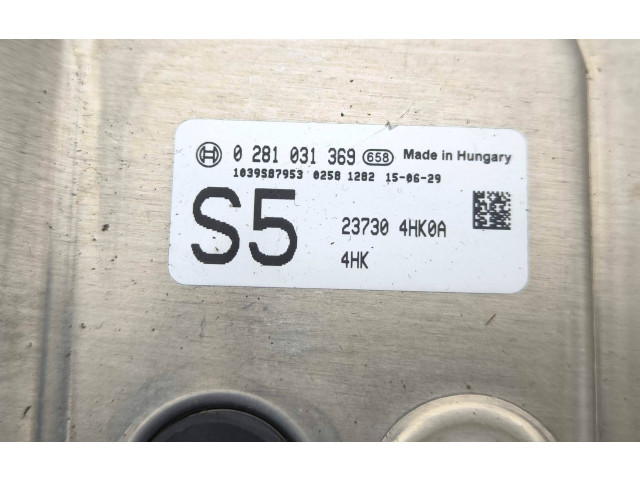 0 281 031 369 658 Made in Hungary
1039S87953 0258 1282 15-06-29
S5
23730 4HK0A
4HK